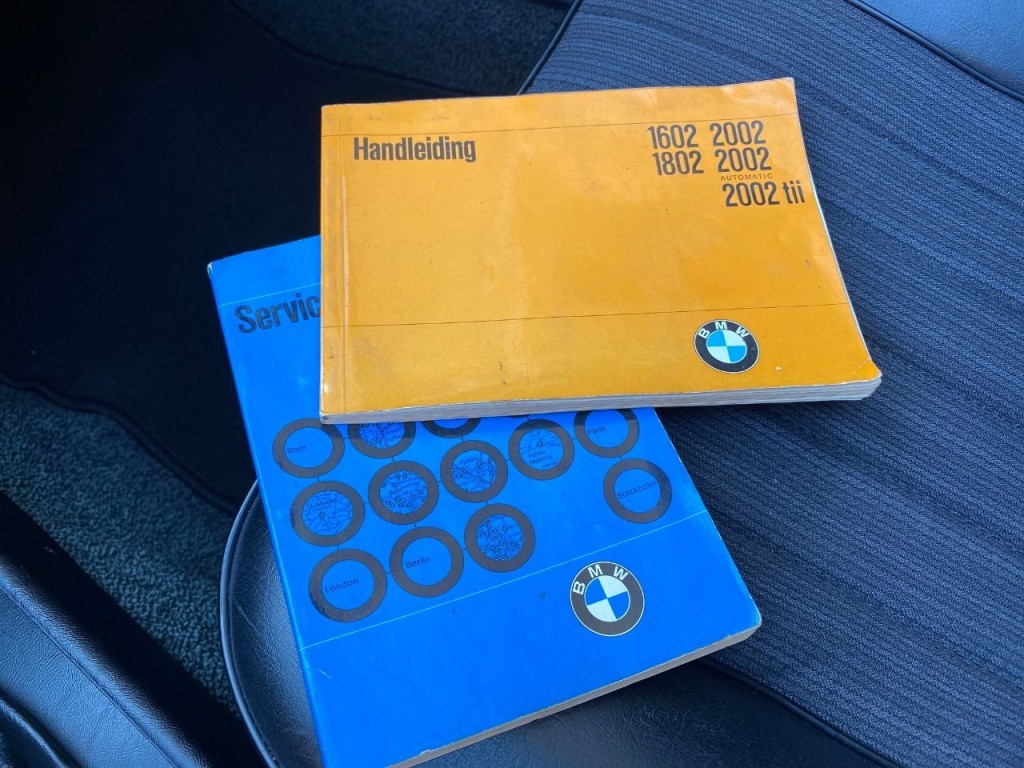 Handleiding
1602 2002
1802 2002
AUTOMATIC
2002 tii
BMW
Servic
Rom
Paris
Stockholm
London
Berlin
BMW